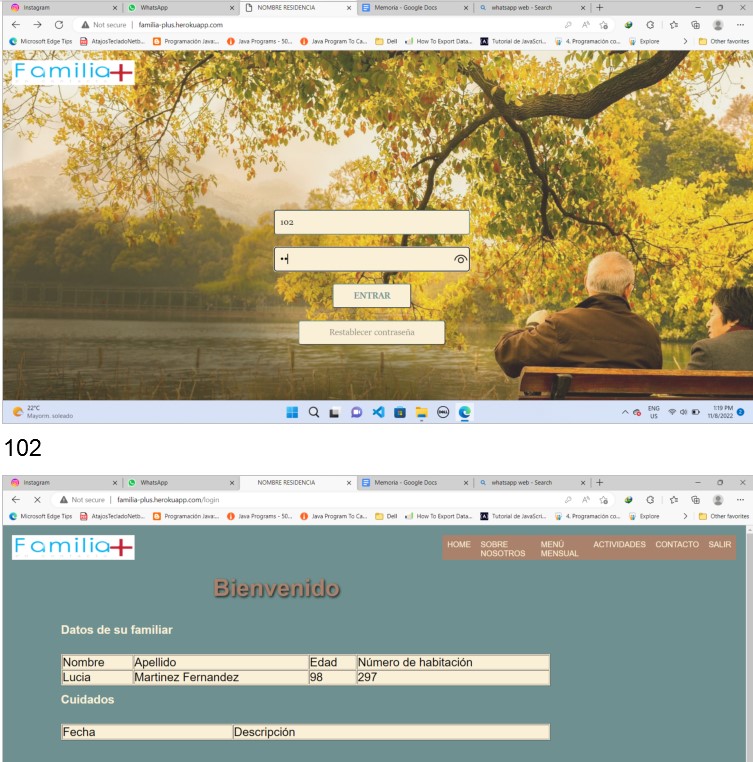 Instagram WhatsApp NOMBRE RESIDENCIA Memoria - Google Docs whatsapp web - Search
Not secure | familia-plus.herokuapp.com
Microsoft Edge Tips AtajosTecladoNetb... Programación Java:... Java Programs - 50... Java Program To Ca... Dell How To Export Data... Tutorial de JavaScri... 4. Programación co... Explore Other favorites
Familia+
102
ENTRAR
Restablecer contraseña
22°C
Mayorm. soleado
ENG
US
1:19 PM
11/8/2022
102
Instagram WhatsApp NOMBRE RESIDENCIA Memoria - Google Docs whatsapp web - Search
Not secure | familia-plus.herokuapp.com/login
Microsoft Edge Tips AtajosTecladoNetb... Programación Java:... Java Programs - 50... Java Program To Ca... Dell How To Export Data... Tutorial de JavaScri... 4. Programación co... Explore Other favorites
Familia+
HOME SOBRE NOSOTROS MENÚ MENSUAL ACTIVIDADES CONTACTO SALIR
Bienvenido
Datos de su familiar
Nombre Apellido Edad Número de habitación
Lucia Martinez Fernandez 98 297
Cuidados
Fecha Descripción